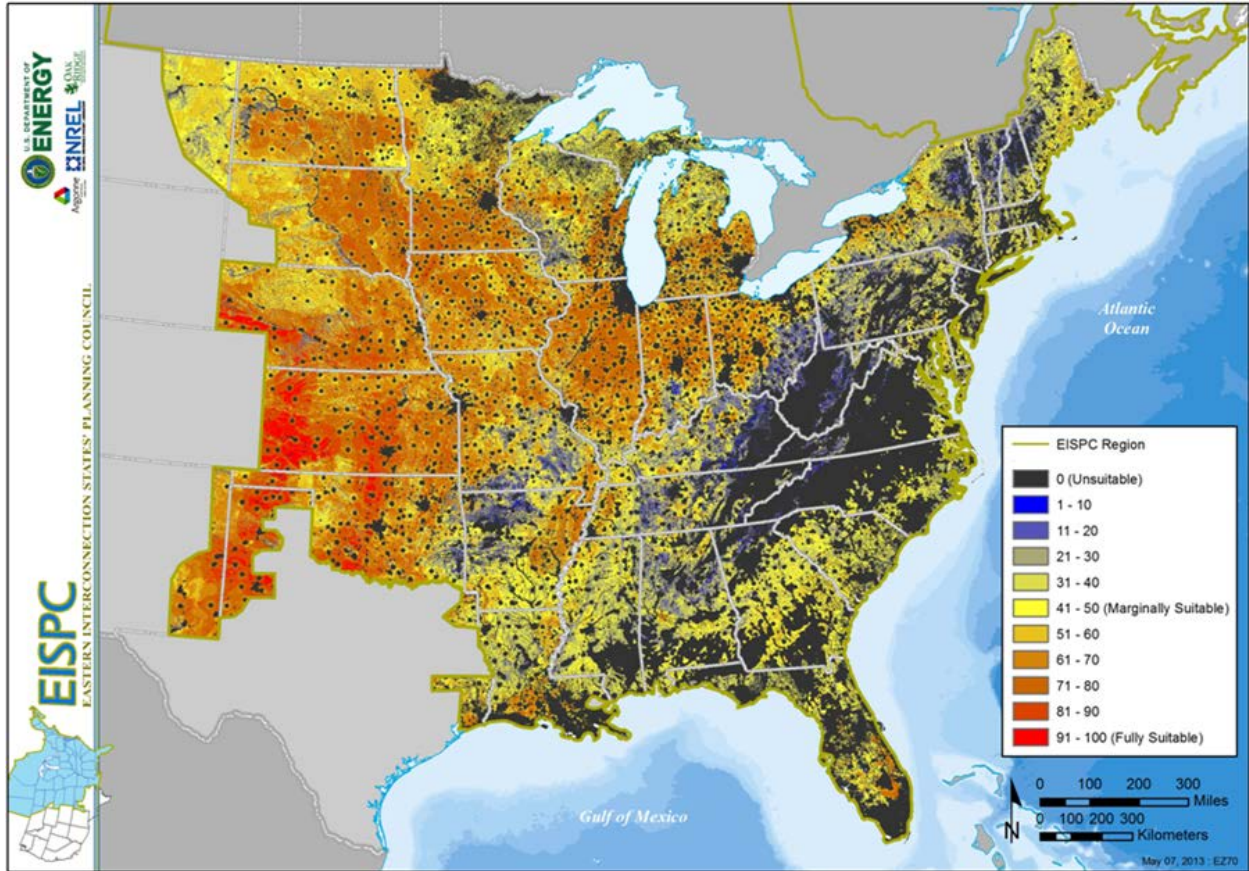 U.S. DEPARTMENT OF
ENERGY
OAK
RIDGE
Argonne
NREL
EISPC
EASTERN INTERCONNECTION STATES' PLANNING COUNCIL
Atlantic
Ocean
Gulf of Mexico
EISPC Region
0 (Unsuitable)
1 - 10
11 - 20
21 - 30
31 - 40
41 - 50 (Marginally Suitable)
51 - 60
61 - 70
71 - 80
81 - 90
91 - 100 (Fully Suitable)
0 100 200 300
Miles
0 100 200 300
Kilometers
N
May 07, 2013 : EZ70